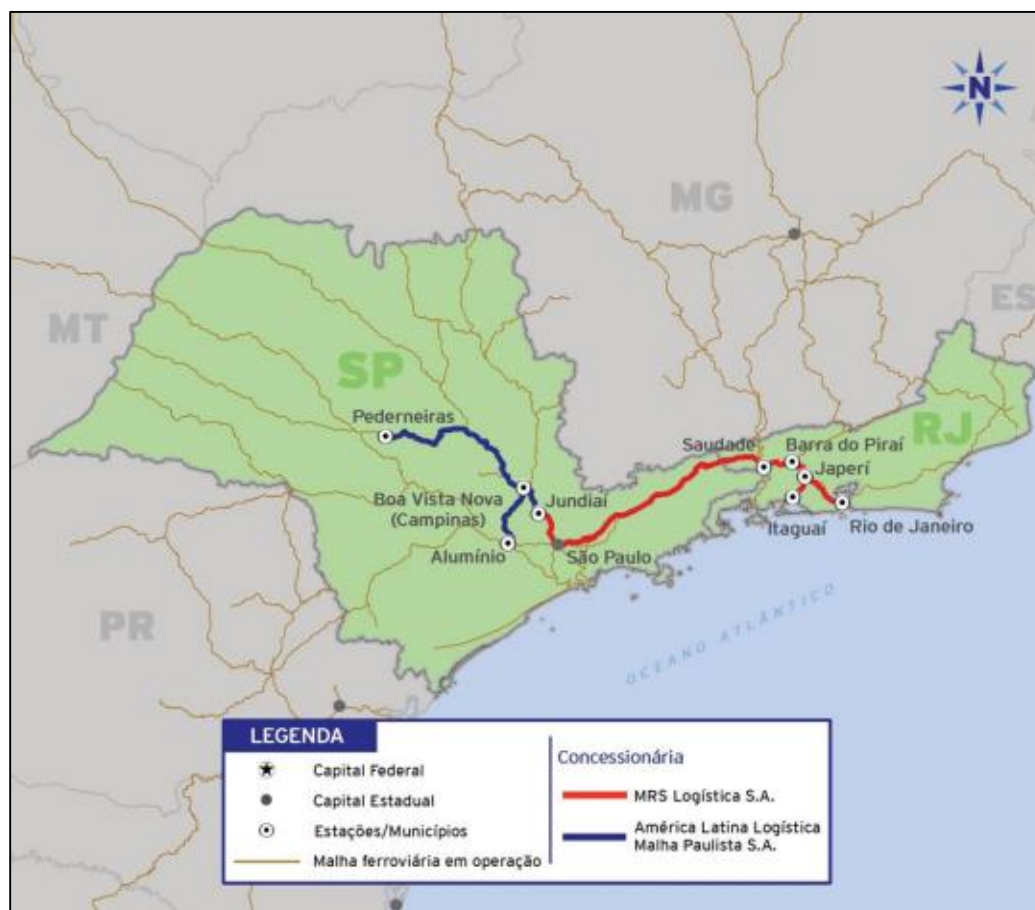 N
MG
ES
MT
SP
Pederneiras
RJ
Saudade
Barra do Piraí
Japerí
Boa Vista Nova
(Campinas)
Jundiaí
Itaguaí
Rio de Janeiro
Alumínio
São Paulo
PR
OCEANO ATLÂNTICO
LEGENDA
Capital Federal
Capital Estadual
Estações/Municípios
Malha ferroviária em operação
Concessionária
MRS Logística S.A.
América Latina Logística
Malha Paulista S.A.